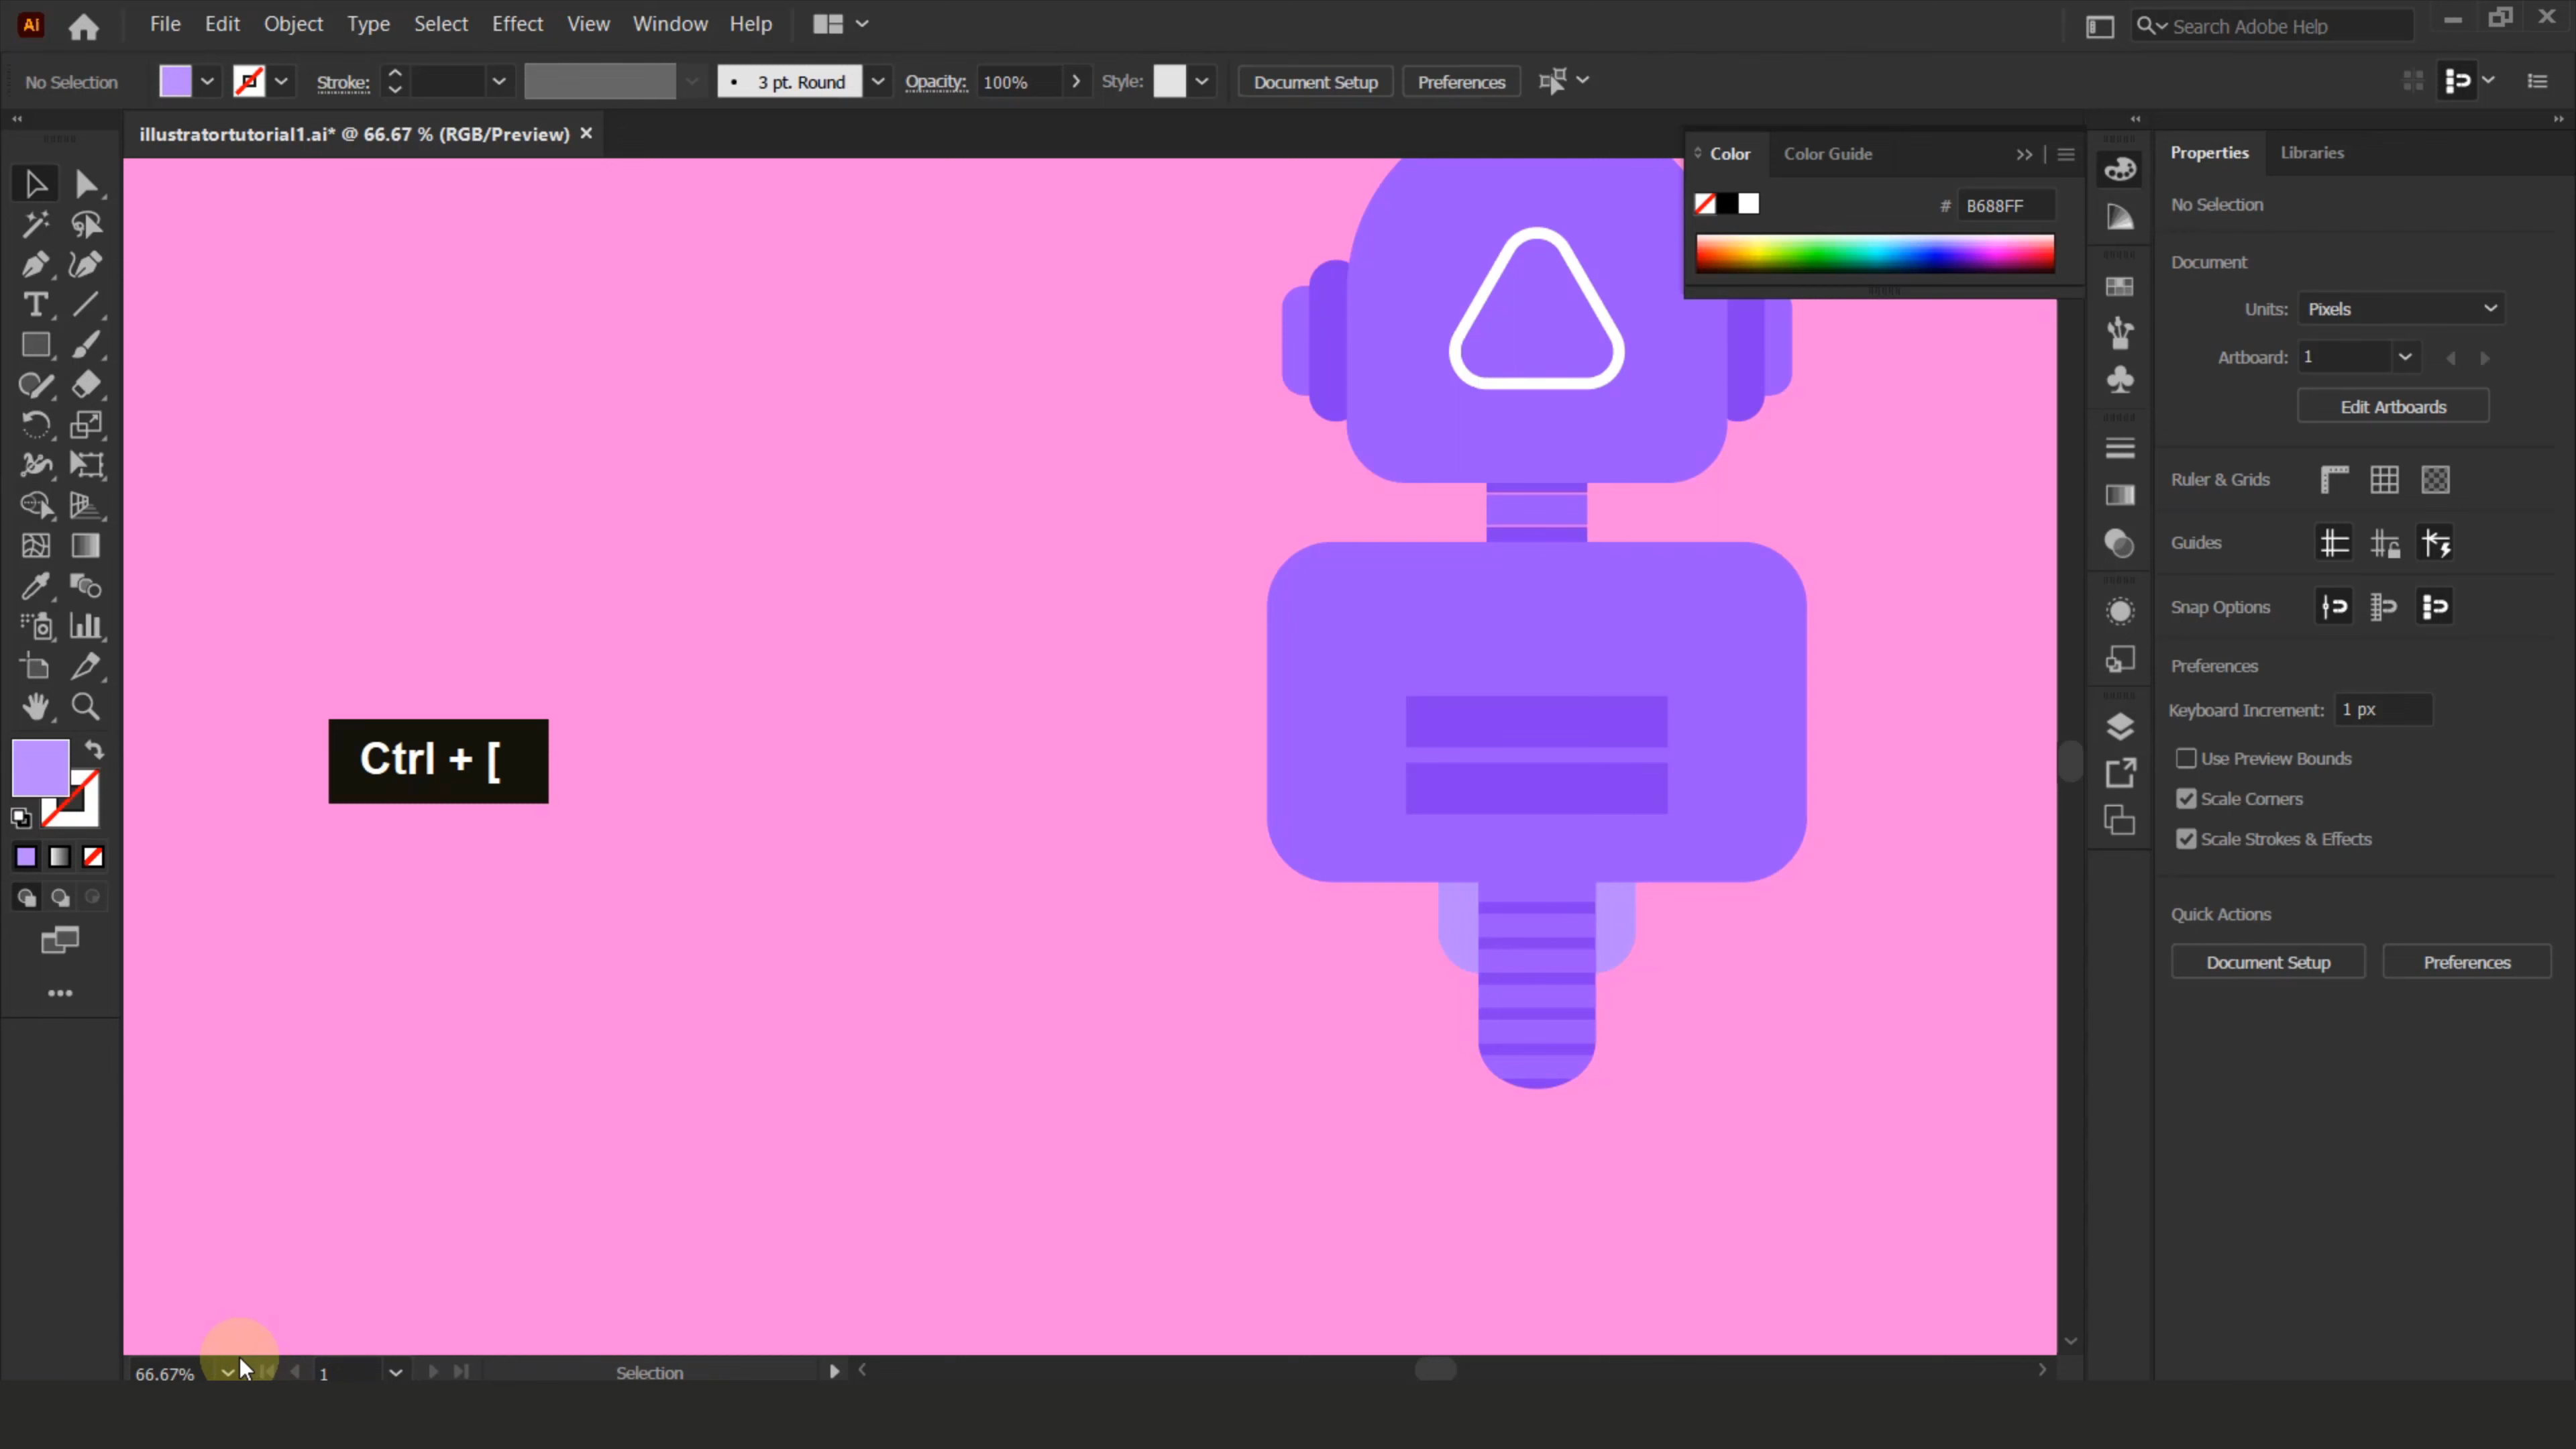 Ai File Edit Object Type Select Effect View Window Help Search Adobe Help
No Selection Stroke: 3 pt. Round Opacity: 100% Style: Document Setup Preferences
illustratortutorial1.ai* @ 66.67 % (RGB/Preview)
Color Color Guide
# B688FF
Properties Libraries
No Selection
Document
Units: Pixels
Artboard: 1
Edit Artboards
Ruler & Grids
Guides
Snap Options
Preferences
Keyboard Increment: 1 px
Use Preview Bounds
Scale Corners
Scale Strokes & Effects
Quick Actions
Document Setup Preferences
Ctrl + [
66.67% 1 Selection